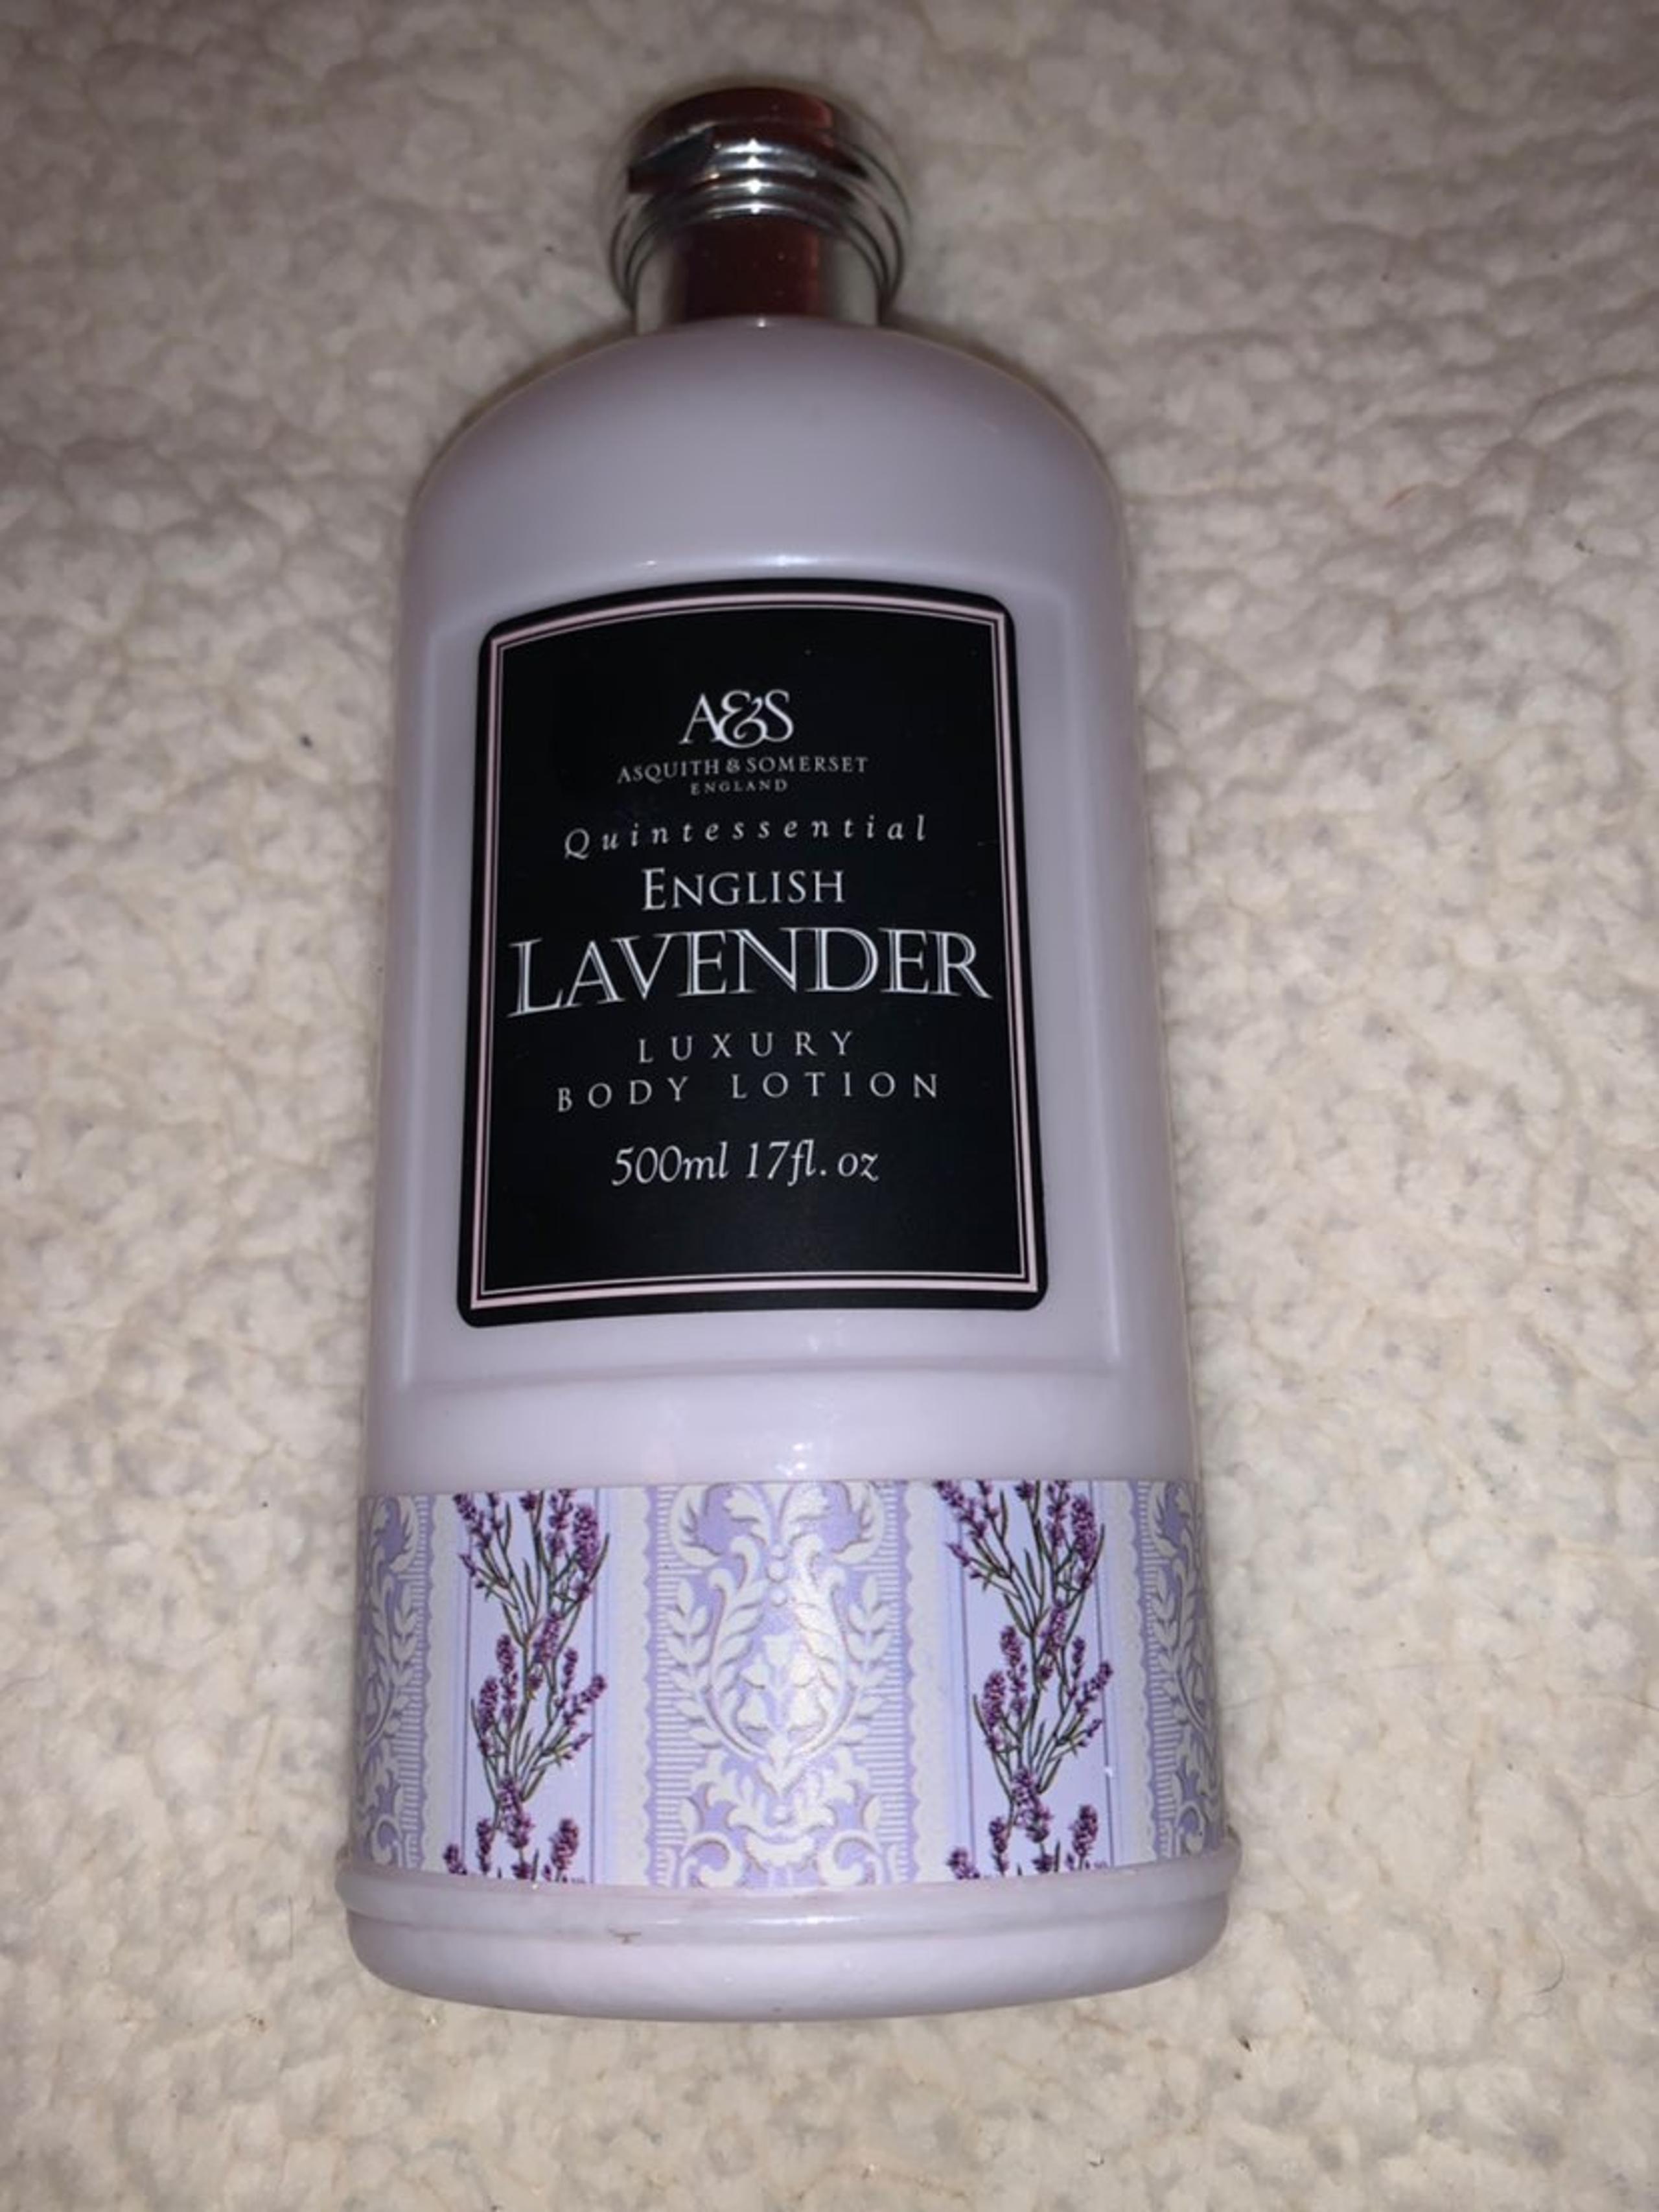 A&S
ASQUITH & SOMERSET
ENGLAND
Quintessential
ENGLISH
LAVENDER
LUXURY
BODY LOTION
500ml 17fl. oz